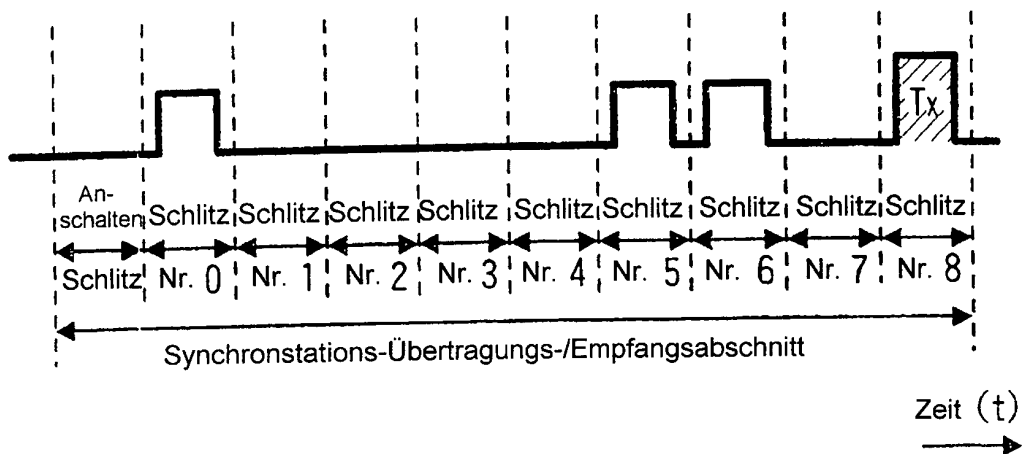 Tx
An-
schalten Schlitz Schlitz Schlitz Schlitz Schlitz Schlitz Schlitz Schlitz Schlitz
Schlitz Nr. 0 Nr. 1 Nr. 2 Nr. 3 Nr. 4 Nr. 5 Nr. 6 Nr. 7 Nr. 8
Synchronstations-Übertragungs-/Empfangsabschnitt
Zeit (t)